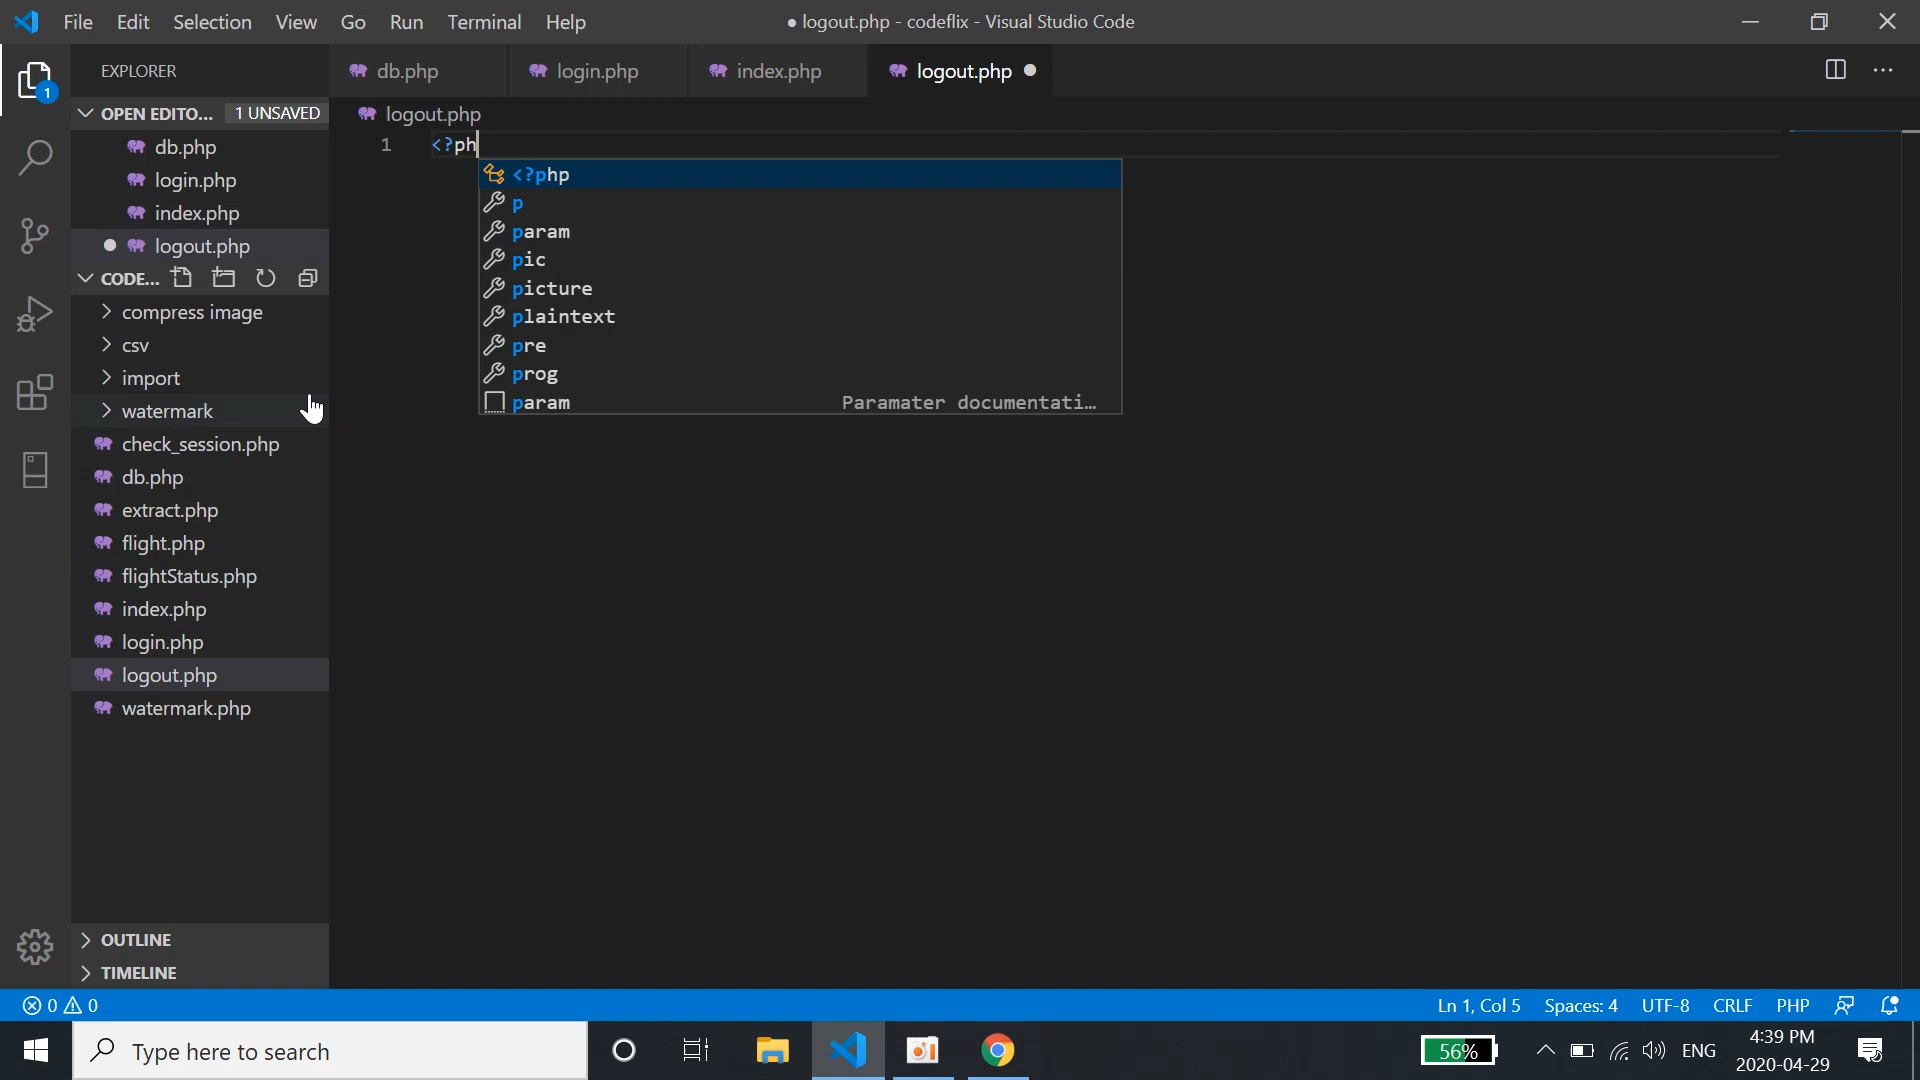 File Edit Selection View Go Run Terminal Help
● logout.php - codeflix - Visual Studio Code
EXPLORER
1
OPEN EDITO... 1 UNSAVED
db.php
login.php
index.php
logout.php
CODE...
compress image
csv
import
watermark
check_session.php
db.php
extract.php
flight.php
flightStatus.php
index.php
login.php
logout.php
watermark.php
OUTLINE
TIMELINE
db.php login.php index.php logout.php
logout.php
1 <?ph
<?php
p
param
pic
picture
plaintext
pre
prog
param Paramater documentati...
0 0 Ln 1, Col 5 Spaces: 4 UTF-8 CRLF PHP
Type here to search 56% ENG 4:39 PM
2020-04-29